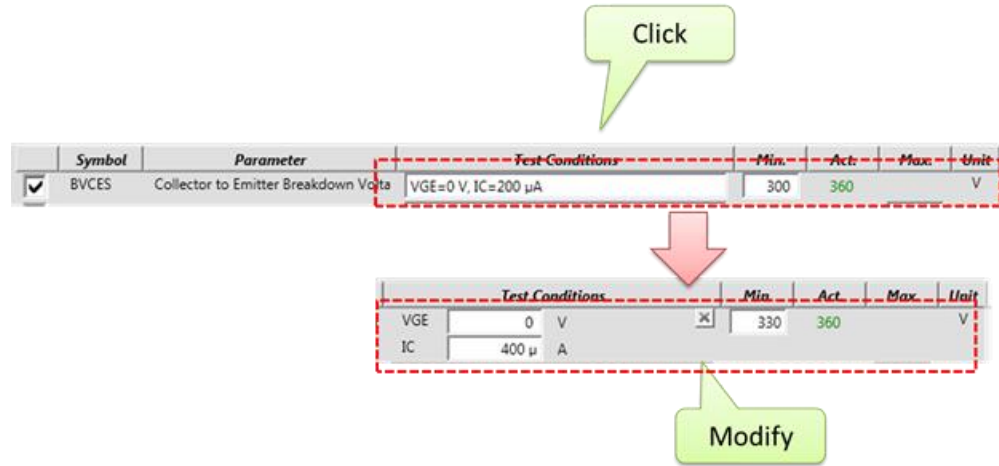 Click
Symbol Parameter Test Conditions Min. Act. Max. Unit
BVCES Collector to Emitter Breakdown Volta VGE=0 V, IC=200 µA 300 360 V
Test Conditions Min. Act. Max. Unit
VGE 0 V 330 360 V
IC 400 µ A
Modify